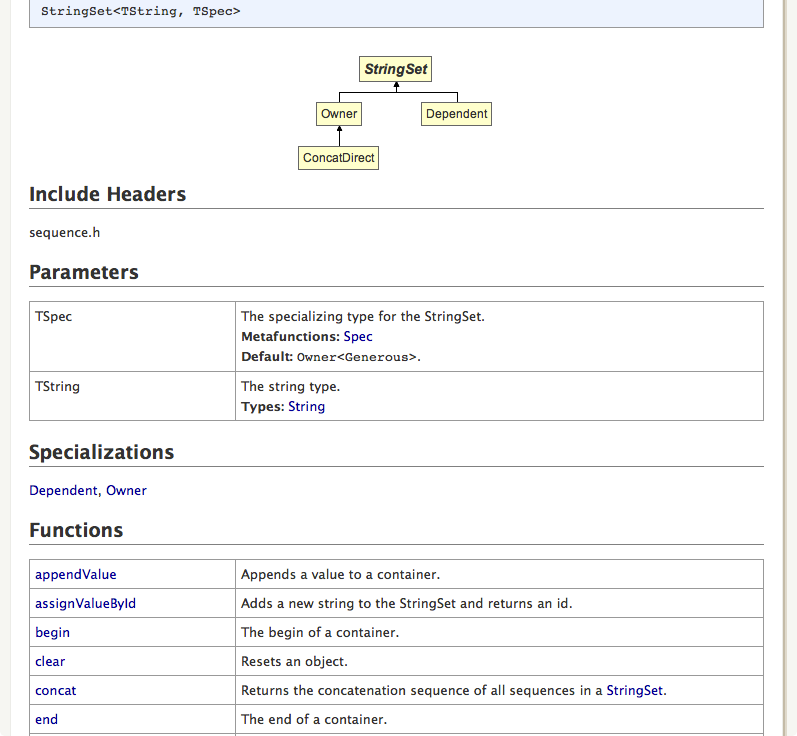 StringSet<TString, TSpec>
StringSet
Owner
Dependent
ConcatDirect
Include Headers
sequence.h
Parameters
TSpec
The specializing type for the StringSet.
Metafunctions: Spec
Default: Owner<Generous>.
TString
The string type.
Types: String
Specializations
Dependent, Owner
Functions
appendValue
Appends a value to a container.
assignValueById
Adds a new string to the StringSet and returns an id.
begin
The begin of a container.
clear
Resets an object.
concat
Returns the concatenation sequence of all sequences in a StringSet.
end
The end of a container.